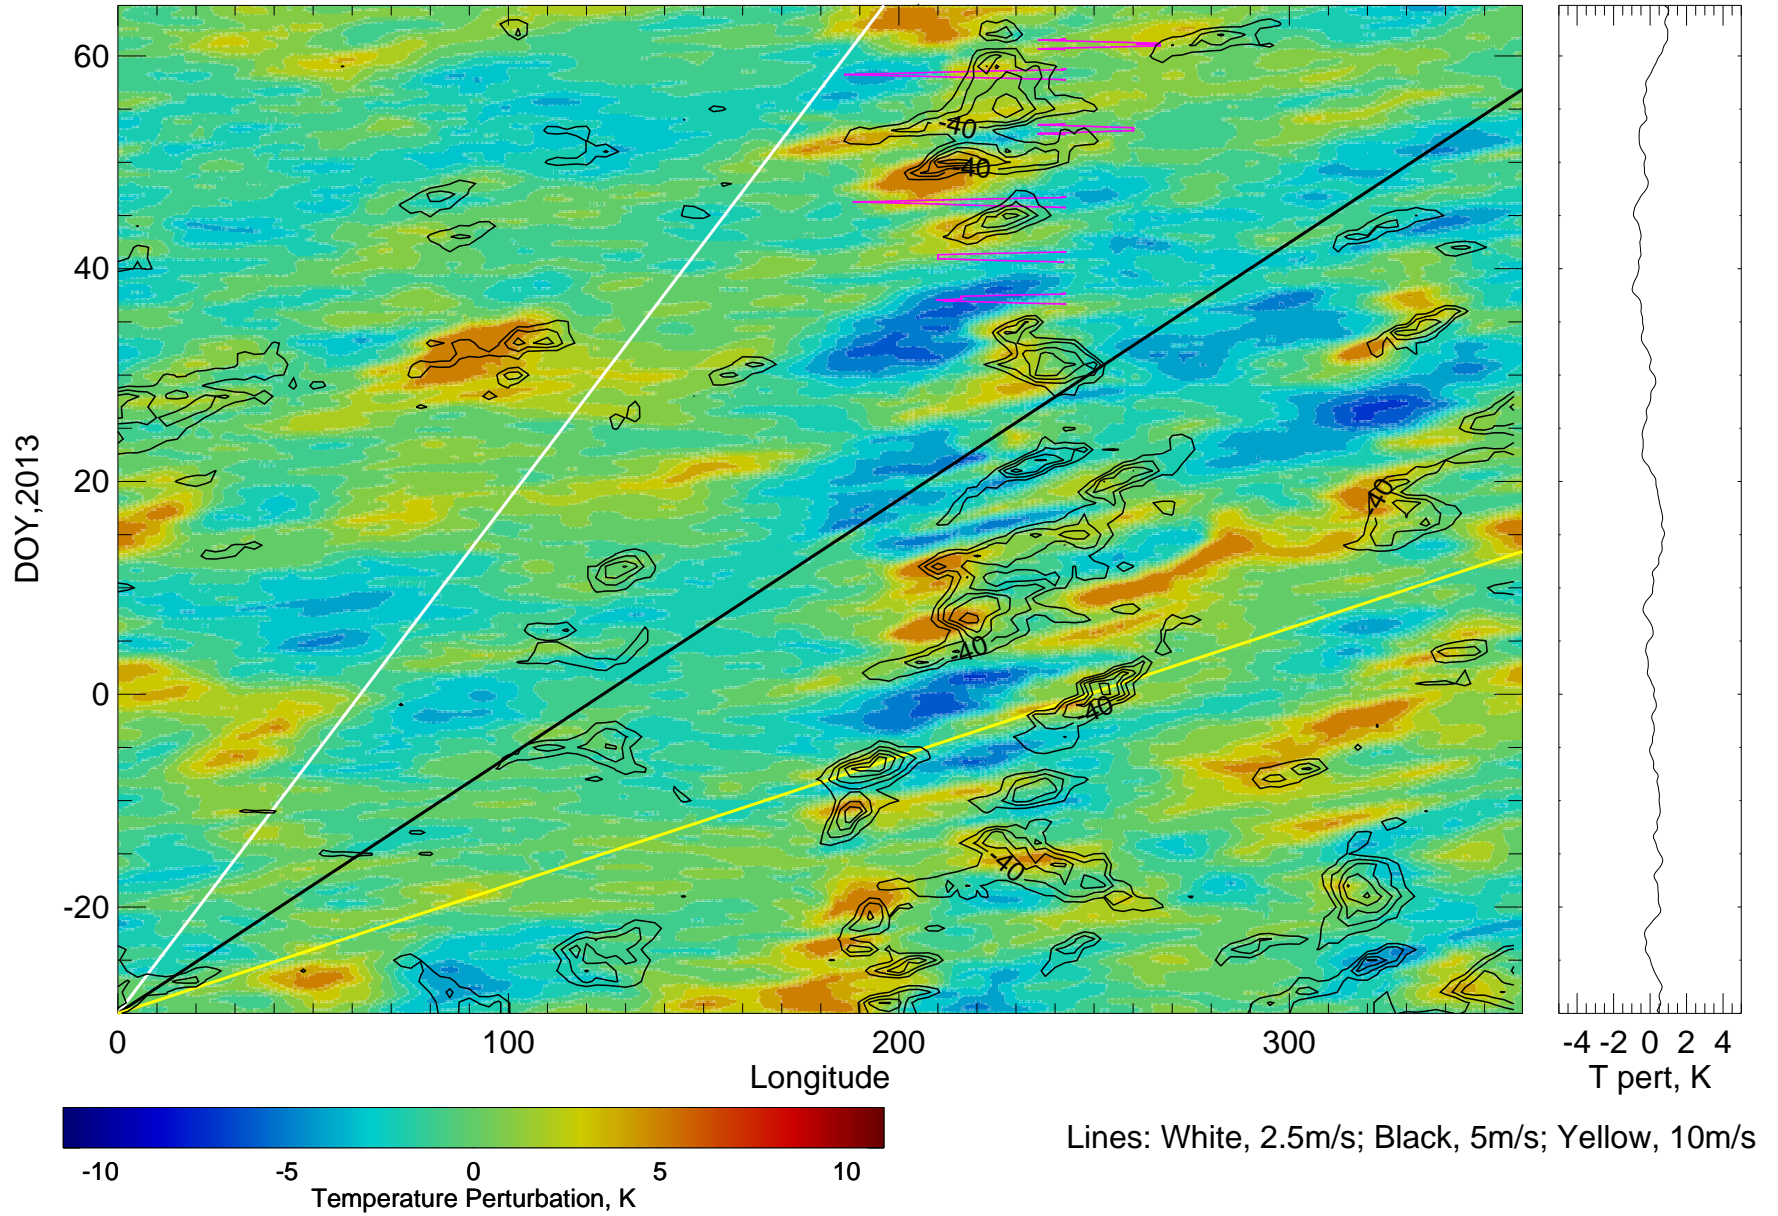 60
40
20
0
-20
DOY,2013
-40
-40
-40
-40
-40
-40
0 100 200 300
Longitude
-4 -2 0 2 4
T pert, K
-10 -5 0 5 10
Temperature Perturbation, K
Lines: White, 2.5m/s; Black, 5m/s; Yellow, 10m/s